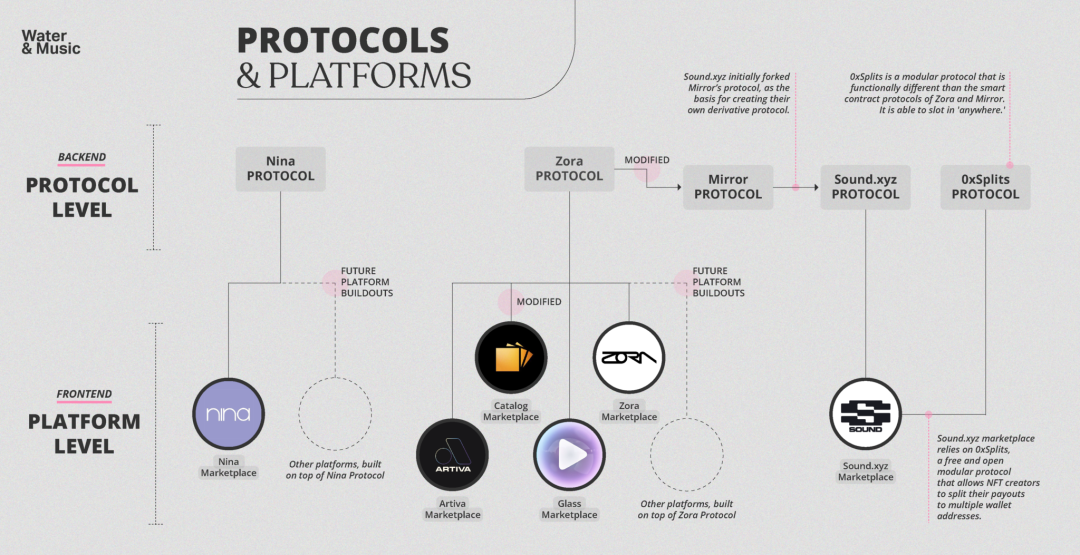 Water
& Music
PROTOCOLS
& PLATFORMS
Sound.xyz initially forked
Mirror's protocol, as the
basis for creating their
own derivative protocol.
0xSplits is a modular protocol that is
functionally different than the smart
contract protocols of Zora and Mirror.
It is able to slot in 'anywhere.'
BACKEND
PROTOCOL
LEVEL
Nina
PROTOCOL
Zora
PROTOCOL
MODIFIED
Mirror
PROTOCOL
Sound.xyz
PROTOCOL
0xSplits
PROTOCOL
FUTURE
PLATFORM
BUILDOUTS
FUTURE
PLATFORM
BUILDOUTS
MODIFIED
FRONTEND
PLATFORM
LEVEL
nina
Nina
Marketplace
Other platforms, built
on top of Nina Protocol
ARTIVA
Artiva
Marketplace
Catalog
Marketplace
Glass
Marketplace
ZORA
Zora
Marketplace
Other platforms, built
on top of Zora Protocol
SOUND
Sound.xyz
Marketplace
Sound.xyz marketplace
relies on 0xSplits,
a free and open
modular protocol
that allows NFT creators
to split their payouts
to multiple wallet
addresses.